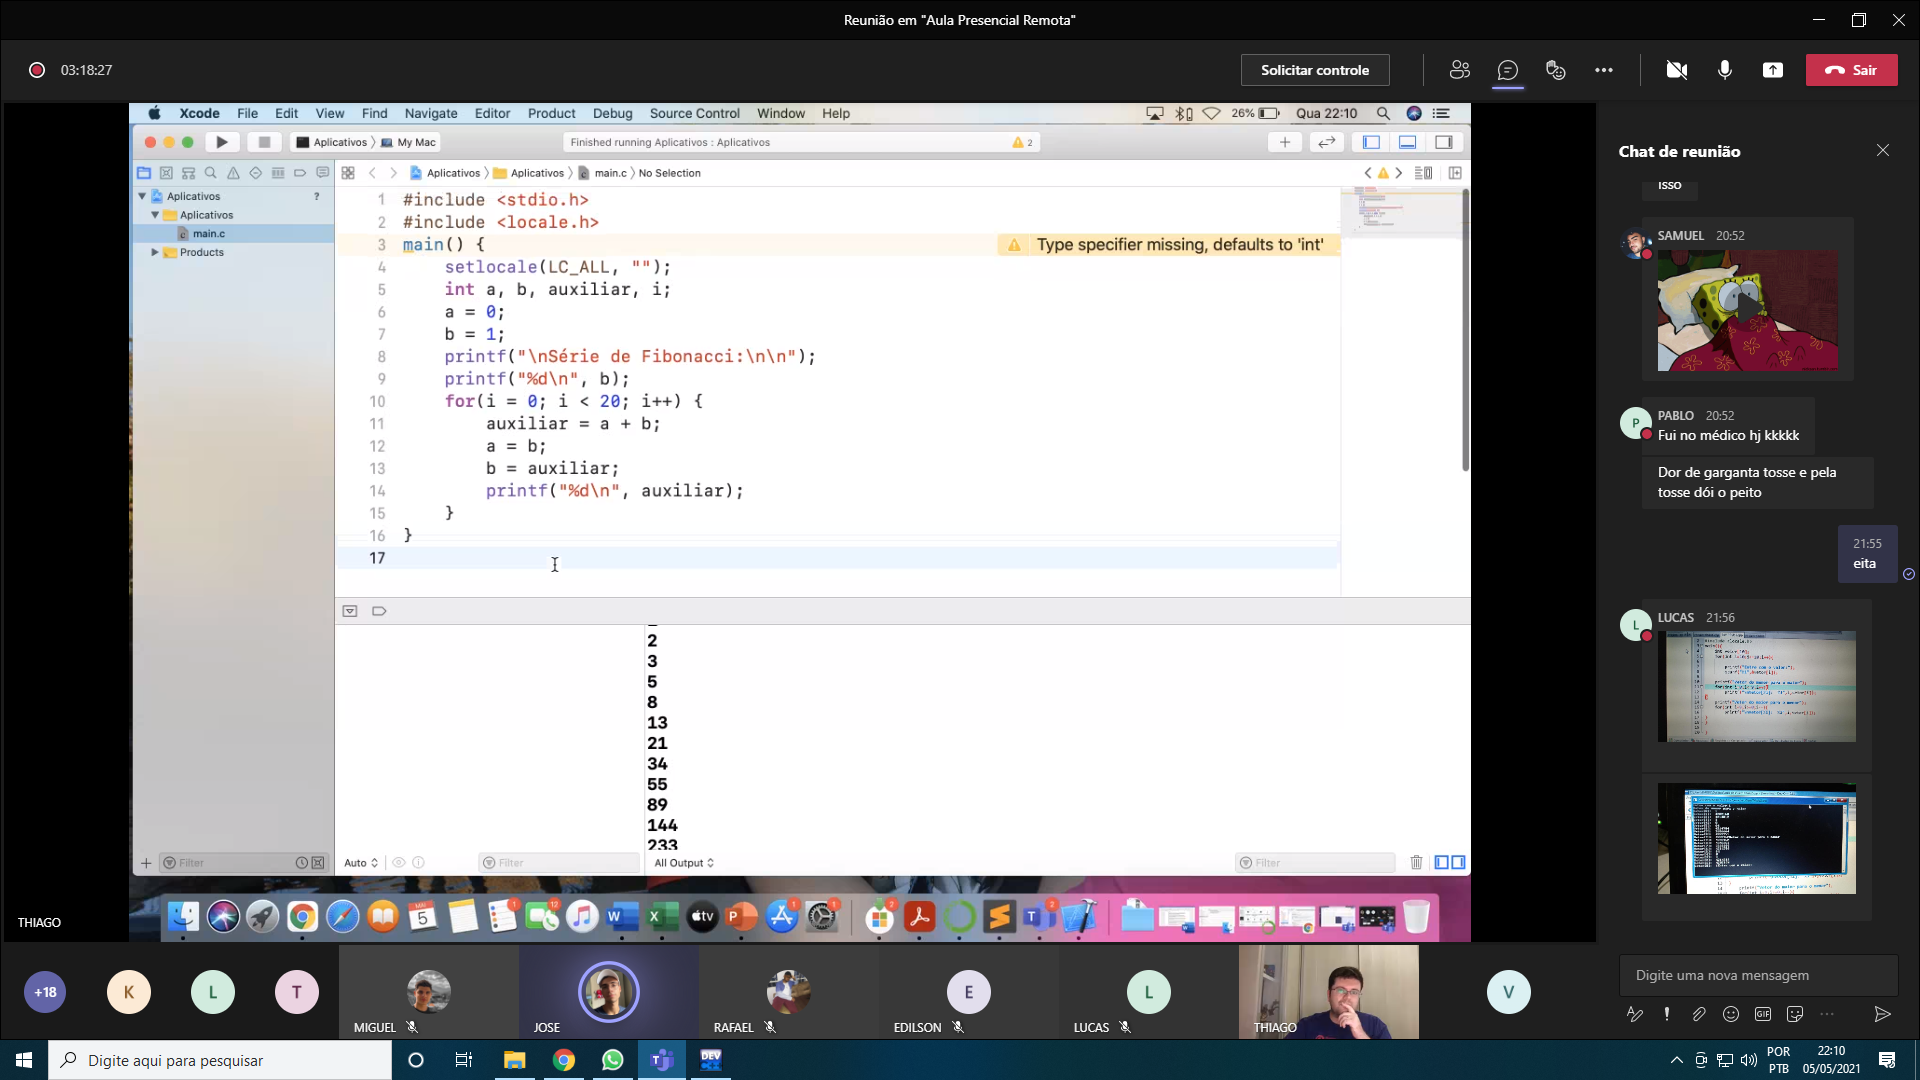 Reunião em "Aula Presencial Remota"
03:18:27
Solicitar controle
Sair
Xcode File Edit View Find Navigate Editor Product Debug Source Control Window Help
26% Qua 22:10
Aplicativos My Mac
Finished running Aplicativos : Aplicativos
2
Aplicativos Aplicativos main.c No Selection
Aplicativos ?
Aplicativos
main.c
Products
1 #include <stdio.h>
2 #include <locale.h>
3 main() {
Type specifier missing, defaults to 'int'
4 setlocale(LC_ALL, "");
5 int a, b, auxiliar, i;
6 a = 0;
7 b = 1;
8 printf("\nSérie de Fibonacci:\n\n");
9 printf("%d\n", b);
10 for(i = 0; i < 20; i++) {
11 auxiliar = a + b;
12 a = b;
13 b = auxiliar;
14 printf("%d\n", auxiliar);
15 }
16 }
17
2
3
5
8
13
21
34
55
89
144
233
Filter
Auto
Filter
All Output
Filter
THIAGO
Chat de reunião
Isso
SAMUEL 20:52
PABLO 20:52
Fui no médico hj kkkkk
Dor de garganta tosse e pela
tosse dói o peito
21:55
eita
LUCAS 21:56
Digite uma nova mensagem
+18
K
L
T
MIGUEL
JOSE
RAFAEL
E
EDILSON
L
LUCAS
THIAGO
V
Digite aqui para pesquisar
POR
PTB
22:10
05/05/2021